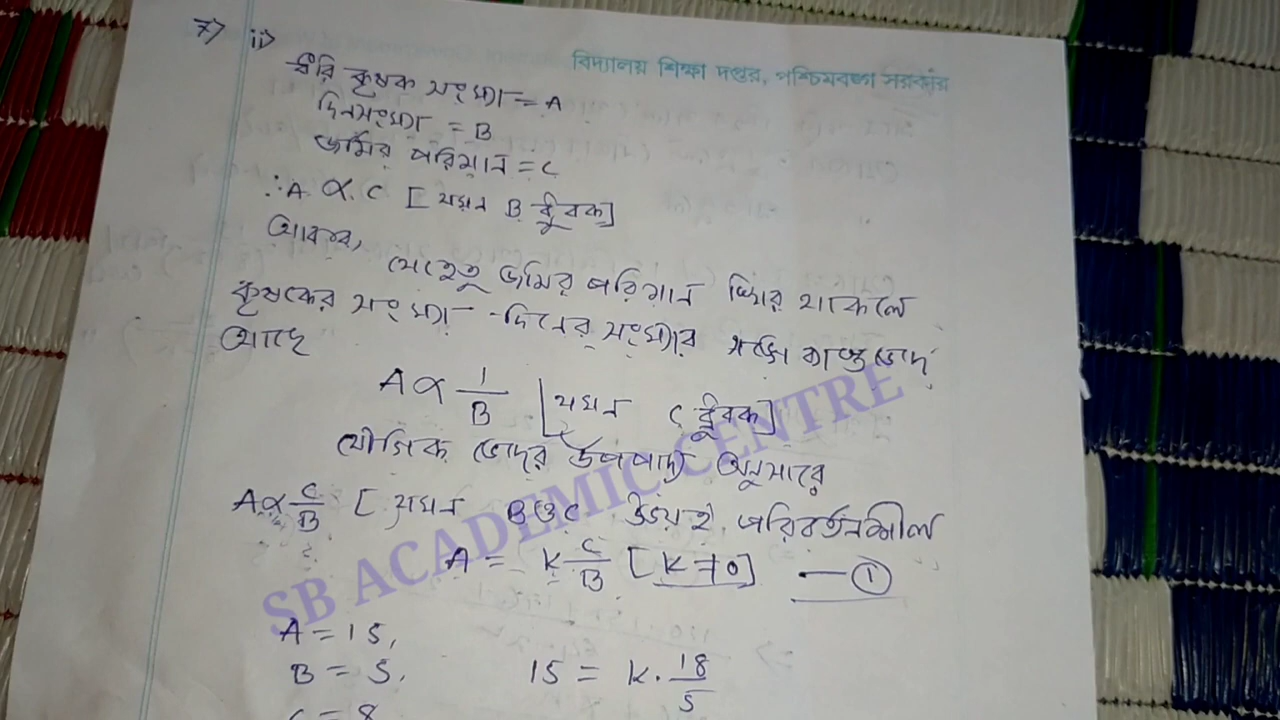 7) ii)
বিদ্যালয় শিক্ষা দপ্তর, পশ্চিমবঙ্গ সরকার
ধরি কৃষক সংখ্যা = A
দিনসংখ্যা = B
জমির পরিমান = C
∴ A ∝ C [ যখন B ধ্রুবক]
আবার,
যেহেতু জমির পরিমান স্থির থাকলে
কৃষকের সংখ্যা দিনের সংখ্যার সঙ্গে ব্যস্তভেদে
আছে
A ∝ 1/B [যখন C ধ্রুবক]
যৌগিক ভেদের উপপাদ্য অনুসারে
A ∝ C/B [ যখন B ও C উভয়ই পরিবর্তনশীল
A = K C/B [K ≠ 0] — ①
SB ACADEMIC CENTRE
A = 15,
B = 5, 15 = K. 18/5
C = 8